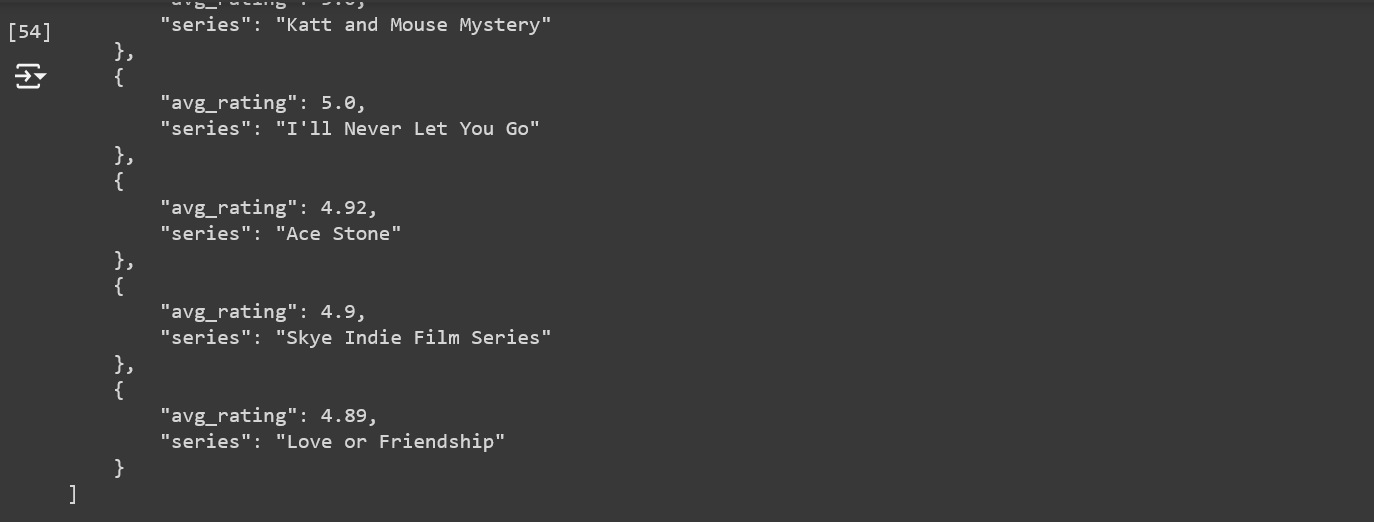 [54]
"series": "Katt and Mouse Mystery"
},
{
"avg_rating": 5.0,
"series": "I'll Never Let You Go"
},
{
"avg_rating": 4.92,
"series": "Ace Stone"
},
{
"avg_rating": 4.9,
"series": "Skye Indie Film Series"
},
{
"avg_rating": 4.89,
"series": "Love or Friendship"
}
]